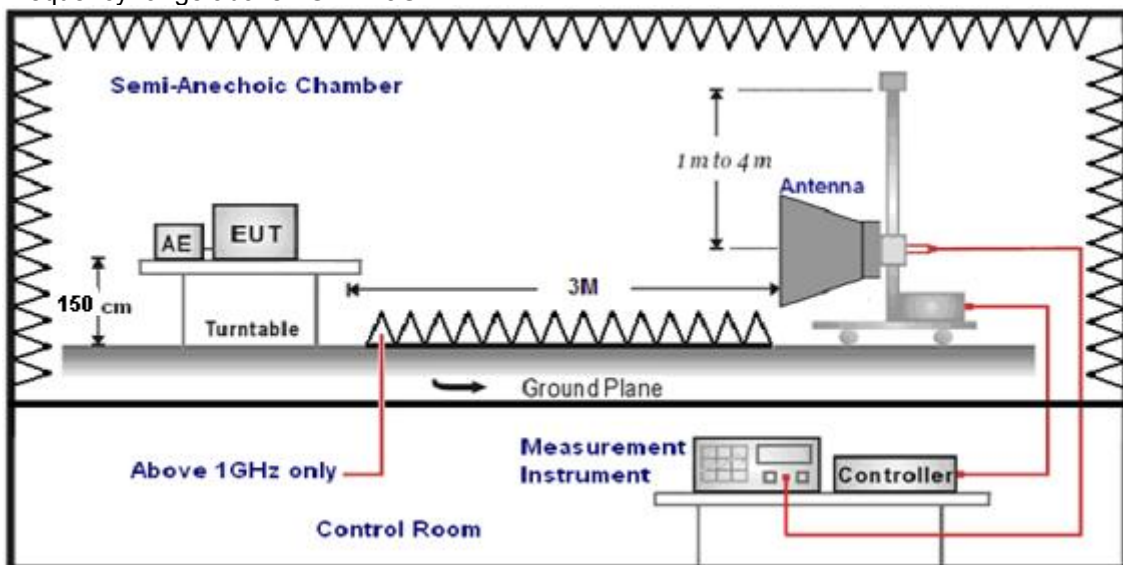 Semi-Anechoic Chamber
1 m to 4 m
Antenna
AE
EUT
150 cm
3M
Turntable
Ground Plane
Above 1GHz only
Measurement
Instrument
Controller
Control Room